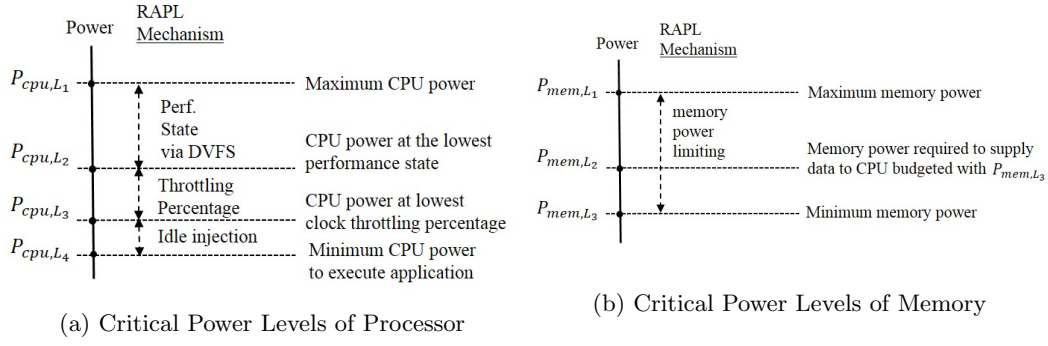 Power
RAPL
Mechanism
P_{cpu,L_1}
Maximum CPU power
Perf.
State
via DVFS
P_{cpu,L_2}
CPU power at the lowest
performance state
Throttling
Percentage
P_{cpu,L_3}
CPU power at lowest
clock throttling percentage
Idle injection
P_{cpu,L_4}
Minimum CPU power
to execute application
(a) Critical Power Levels of Processor
Power
RAPL
Mechanism
P_{mem,L_1}
Maximum memory power
memory
power
limiting
P_{mem,L_2}
Memory power required to supply
data to CPU budgeted with P_{mem,L_3}
P_{mem,L_3}
Minimum memory power
(b) Critical Power Levels of Memory